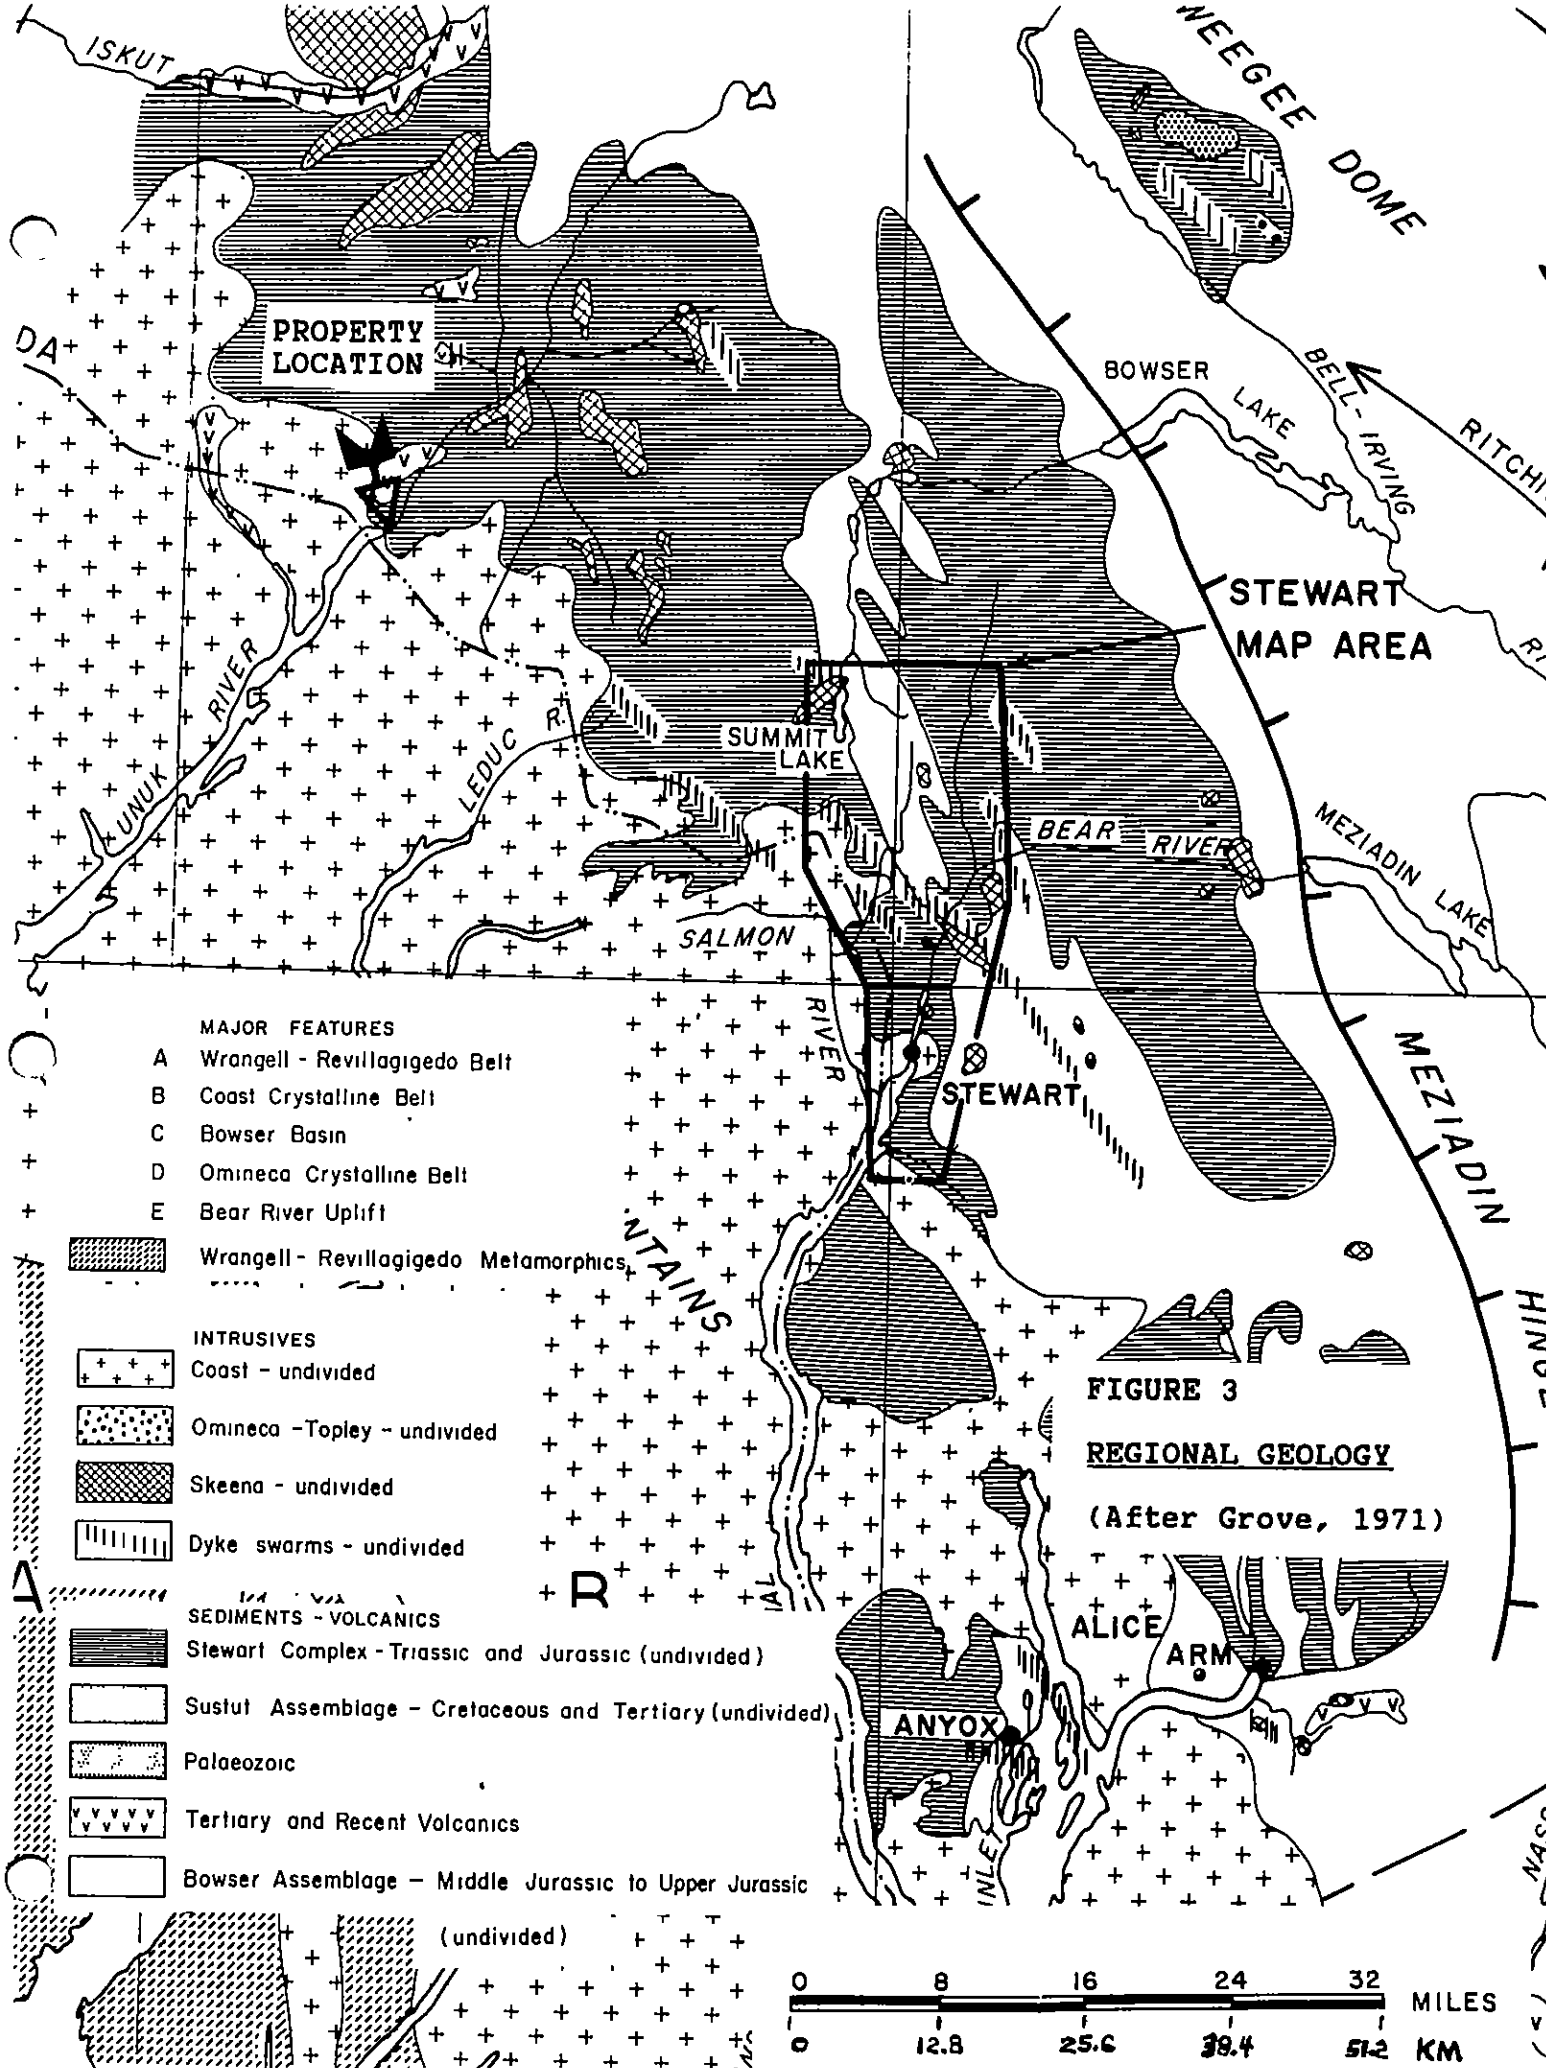 ISKUT
WEEGEE
DOME
DA
PROPERTY
LOCATION
BOWSER
LAKE
BELL-IRVING
STEWART
MAP AREA
UNUK
RIVER
LEDUC
R.
SUMMIT
LAKE
BEAR
RIVER
MEZIADIN
LAKE
SALMON
RIVER
STEWART
MEZIADIN
MAJOR FEATURES
A Wrangell - Revillagigedo Belt
B Coast Crystalline Belt
C Bowser Basin
D Omineca Crystalline Belt
E Bear River Uplift
Wrangell - Revillagigedo Metamorphics
NTAINS
INTRUSIVES
Coast - undivided
Omineca - Topley - undivided
Skeena - undivided
Dyke swarms - undivided
A
SEDIMENTS - VOLCANICS
Stewart Complex - Triassic and Jurassic (undivided)
Sustut Assemblage - Cretaceous and Tertiary (undivided)
Palaeozoic
Tertiary and Recent Volcanics
Bowser Assemblage - Middle Jurassic to Upper Jurassic
(undivided)
FIGURE 3
REGIONAL GEOLOGY
(After Grove, 1971)
ALICE
ARM
ANYOX
INLET
0 8 16 24 32
MILES
0 12.8 25.6 38.4 51.2 KM